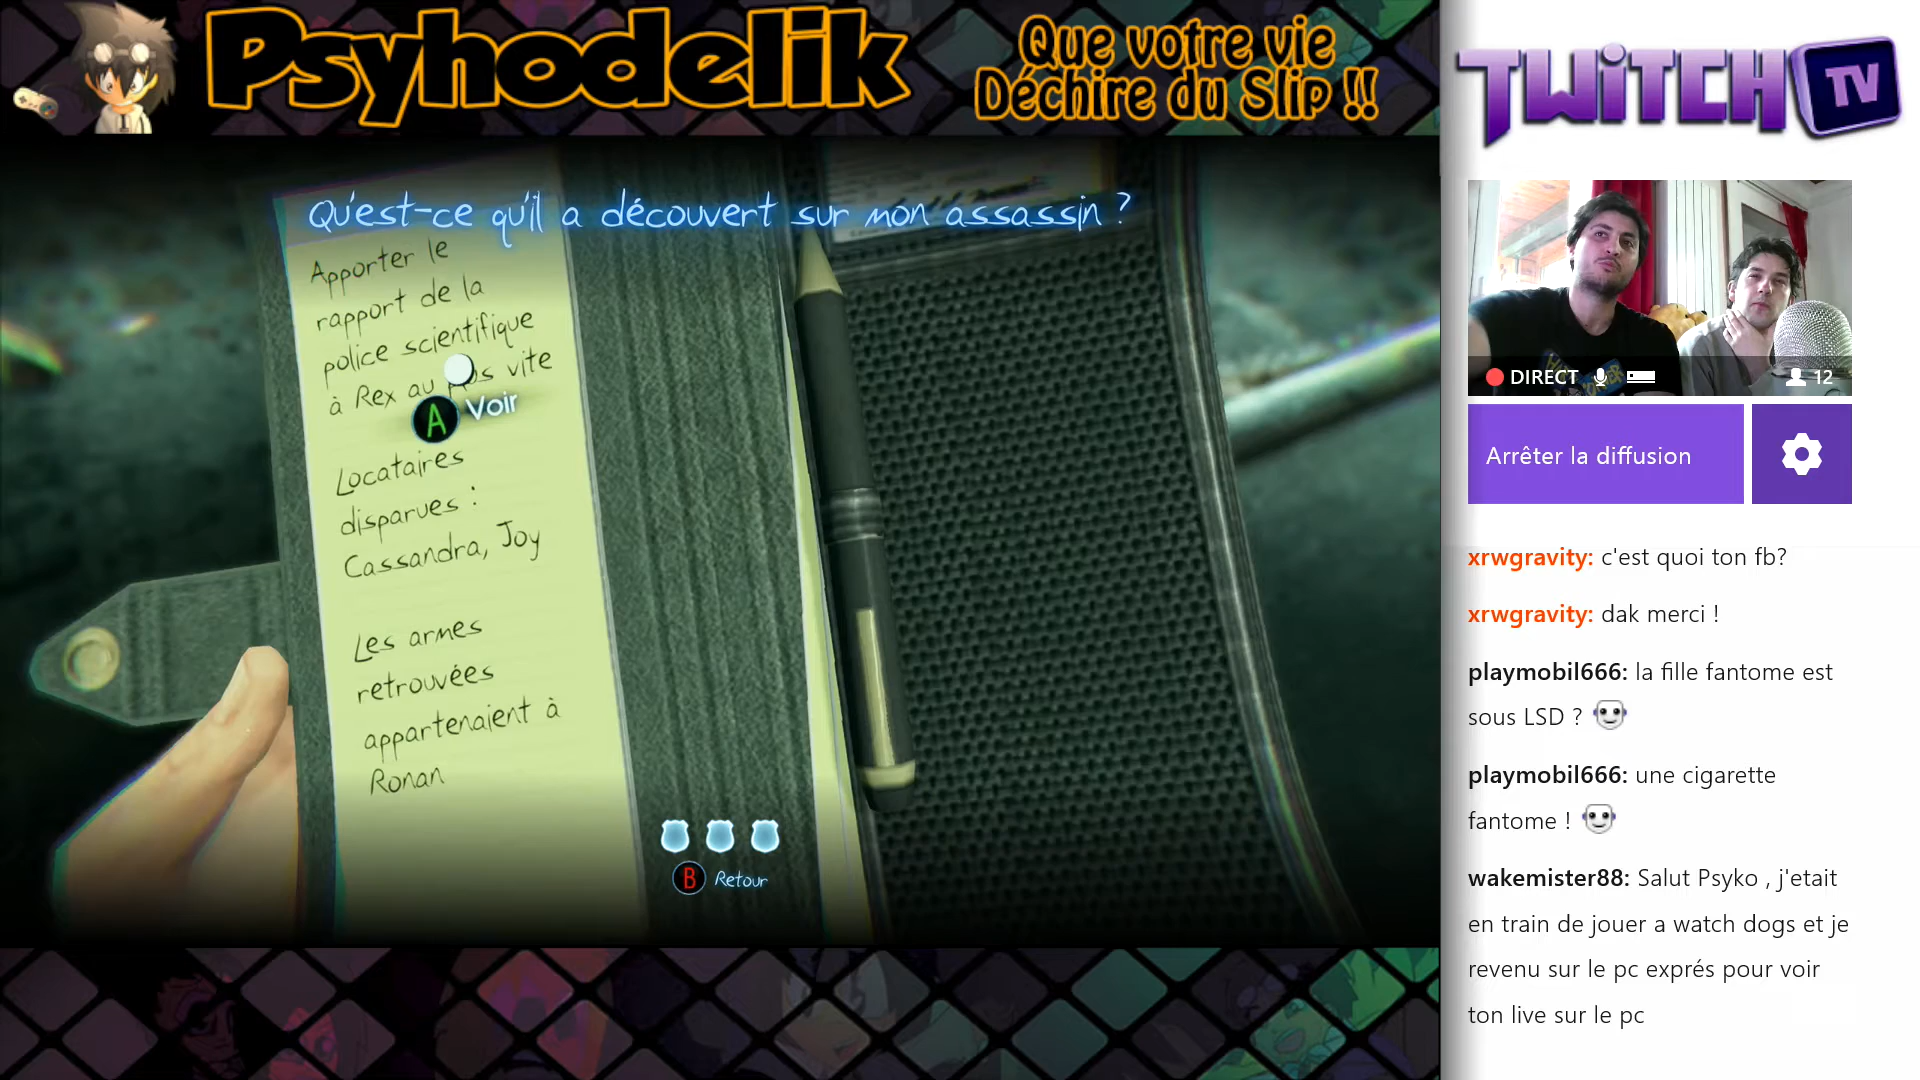 Psyhodelik
Que votre vie
Déchire du Slip !!
TWiTCH TV
Qu'est-ce qu'il a découvert sur mon assassin ?
Apporter le
rapport de la
police scientifique
à Rex au plus vite
A Voir
Locataires
disparues :
Cassandra, Joy
Les armes
retrouvées
appartenaient à
Ronan
B Retour
DIRECT 12
Arrêter la diffusion
xrwgravity: c'est quoi ton fb?
xrwgravity: dak merci !
playmobil666: la fille fantome est
sous LSD ?
playmobil666: une cigarette
fantome !
wakemister88: Salut Psyko , j'etait
en train de jouer a watch dogs et je
revenu sur le pc exprés pour voir
ton live sur le pc